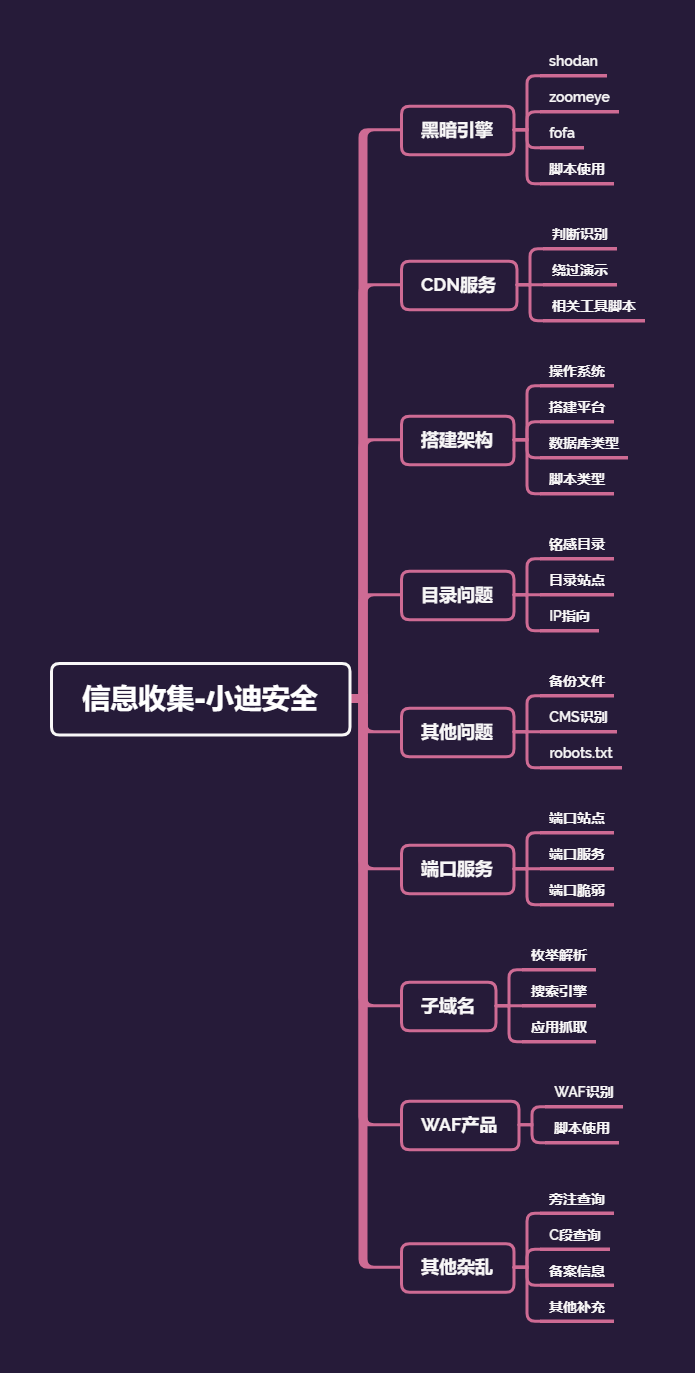 信息收集-小迪安全
黑暗引擎
shodan
zoomeye
fofa
脚本使用
CDN服务
判断识别
绕过演示
相关工具脚本
搭建架构
操作系统
搭建平台
数据库类型
脚本类型
目录问题
铭感目录
目录站点
IP指向
其他问题
备份文件
CMS识别
robots.txt
端口服务
端口站点
端口服务
端口脆弱
子域名
枚举解析
搜索引擎
应用抓取
WAF产品
WAF识别
脚本使用
其他杂乱
旁注查询
C段查询
备案信息
其他补充